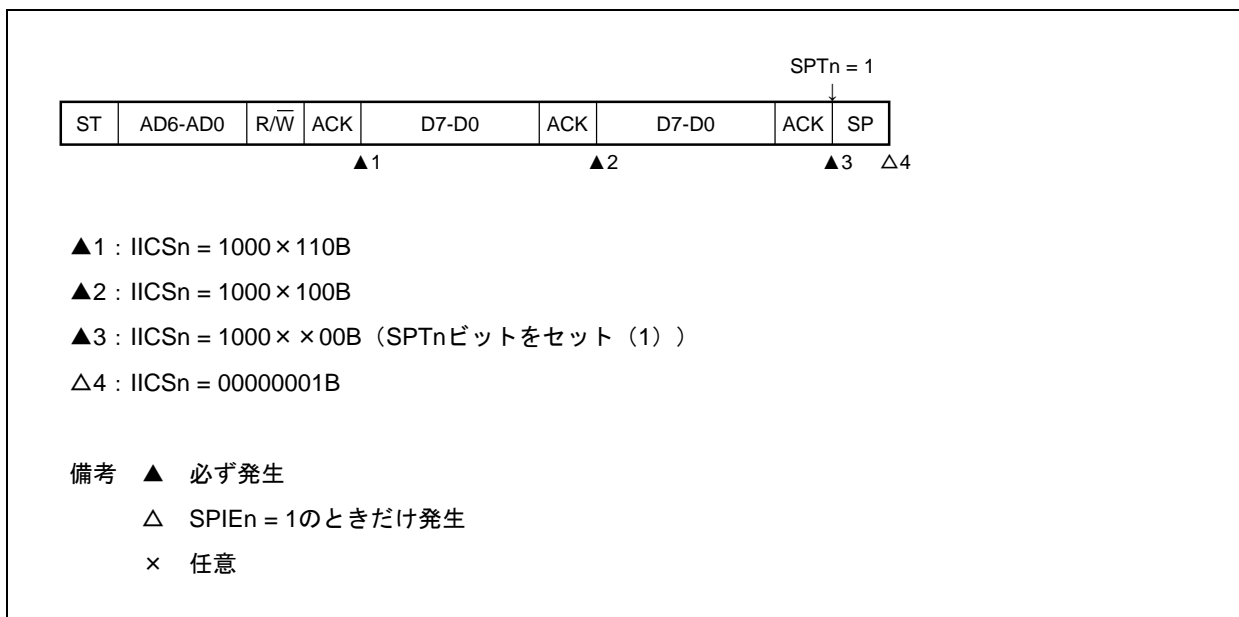 SPTn = 1
↓
ST AD6-AD0 R/W̅ ACK D7-D0 ACK D7-D0 ACK SP
▲1 ▲2 ▲3 △4
▲1：IICSn = 1000×110B
▲2：IICSn = 1000×100B
▲3：IICSn = 1000××00B（SPTnビットをセット（1））
△4：IICSn = 00000001B
備考 ▲ 必ず発生
△ SPIEn = 1のときだけ発生
× 任意